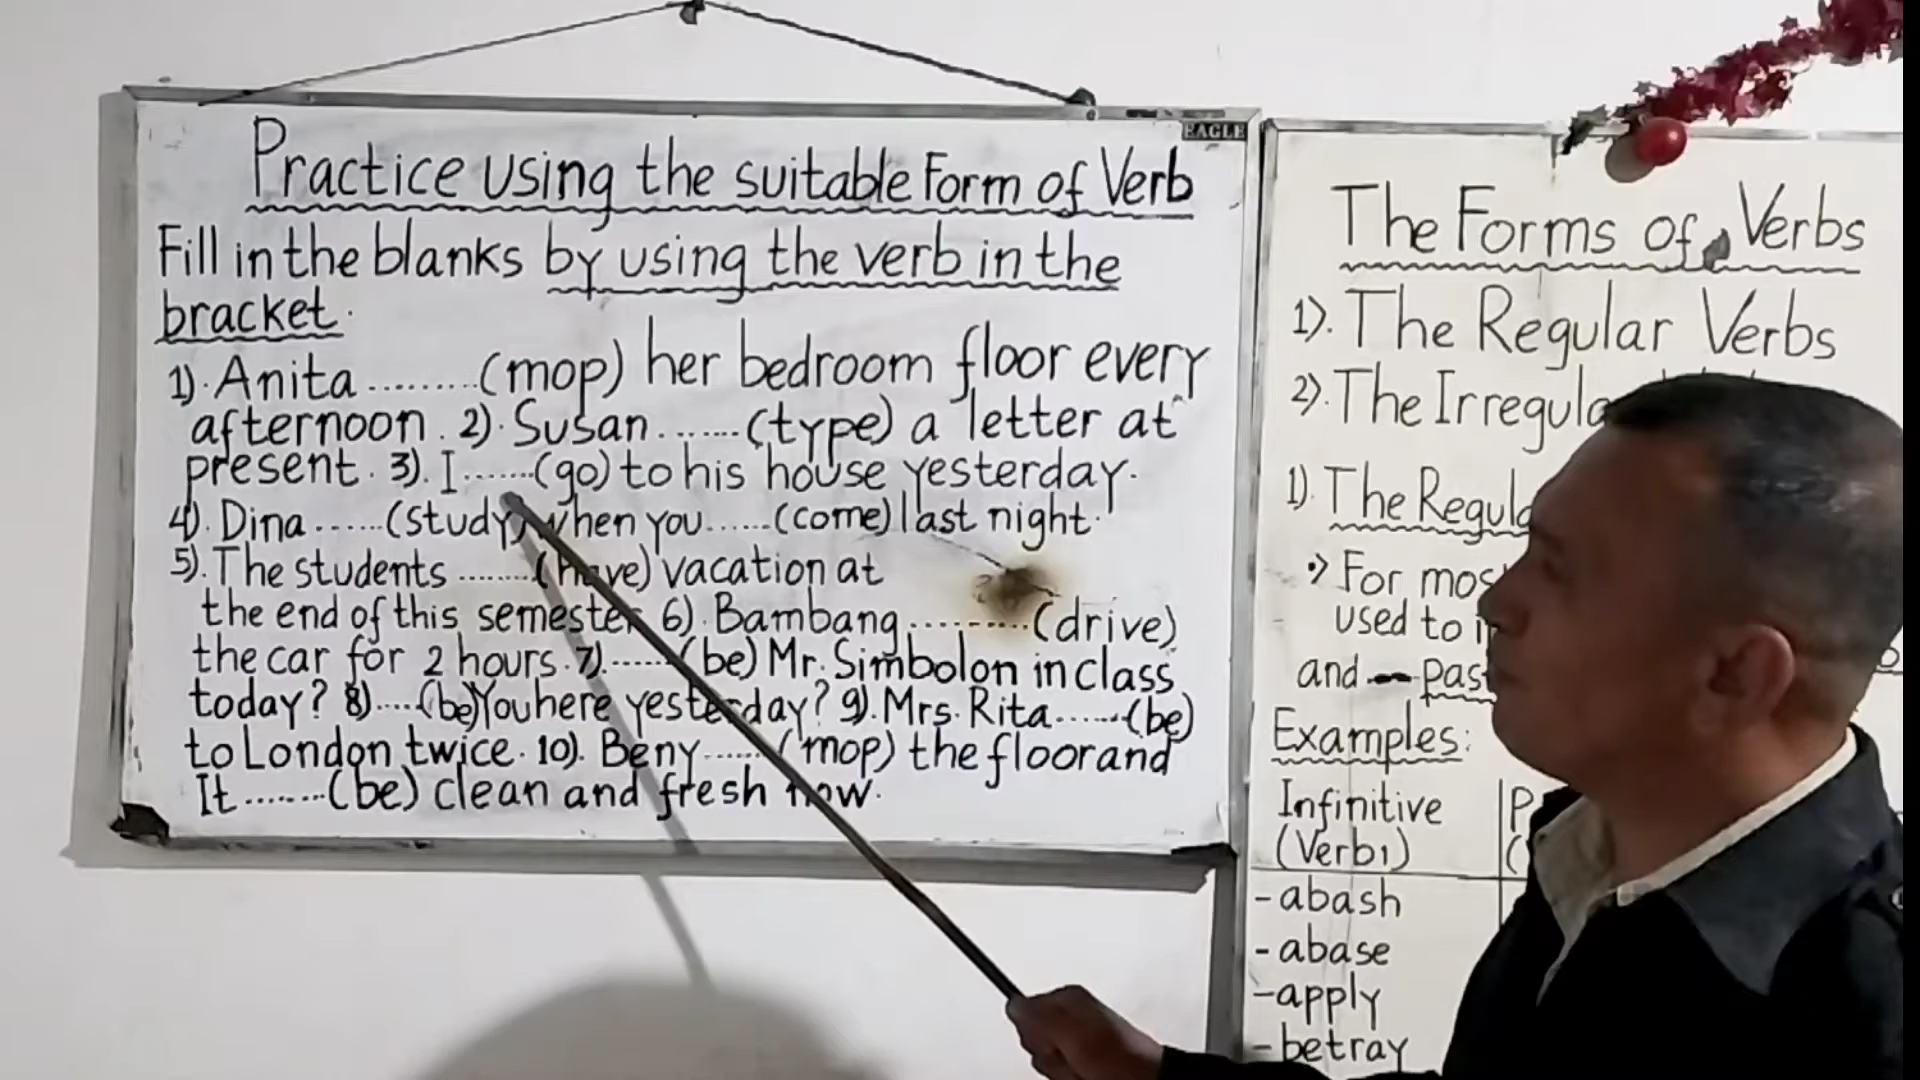 EAGLE
Practice using the suitable Form of Verb
Fill in the blanks by using the verb in the
bracket.
1). Anita ......... (mop) her bedroom floor every
afternoon. 2). Susan ....... (type) a letter at
present. 3). I ...... (go) to his house yesterday.
4). Dina ...... (study) when you ...... (come) last night.
5). The students ....... (have) vacation at
the end of this semester 6). Bambang .......... (drive)
the car for 2 hours. 7). ...... (be) Mr. Simbolon in class
today? 8) .... (be) You here yesterday? 9). Mrs. Rita ...... (be)
to London twice. 10). Beny ...... (mop) the floor and
It ....... (be) clean and fresh now.
The Forms of Verbs
1). The Regular Verbs
2). The
1) The
For
used to
and
Examples:
Infinitive
(Verb1)
- abash
- abase
- apply
- betray